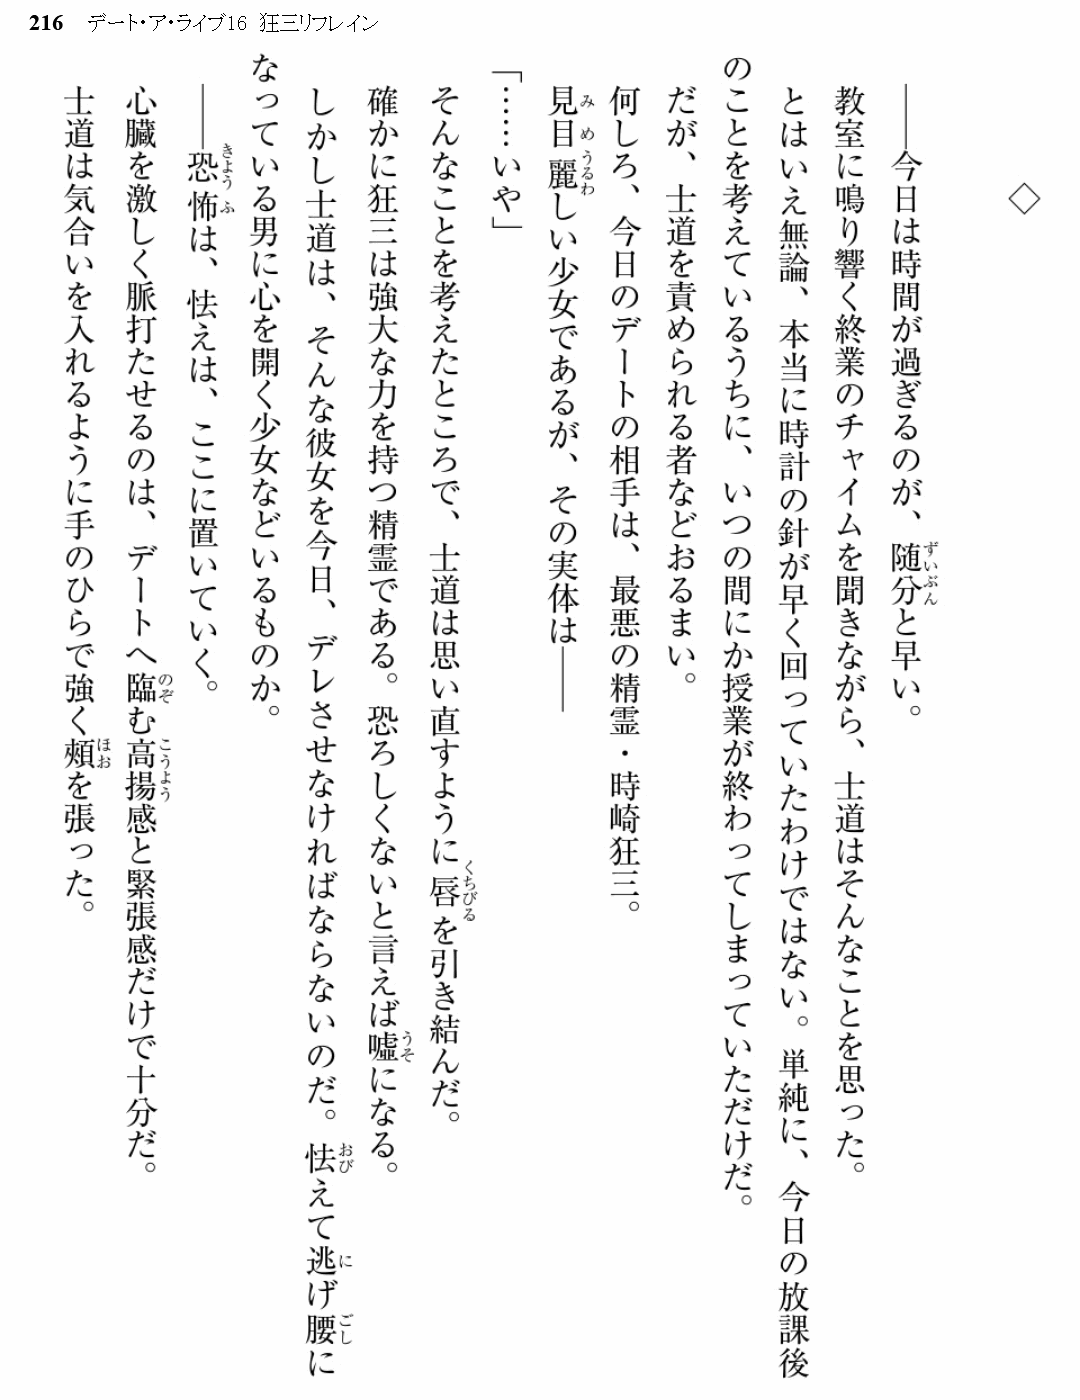 216 デート・ア・ライブ16 狂三リフレイン
◇
――今日は時間が過ぎるのが、随分と早い。
教室に鳴り響く終業のチャイムを聞きながら、士道はそんなことを思った。
とはいえ無論、本当に時計の針が早く回っていたわけではない。単純に、今日の放課後
のことを考えているうちに、いつの間にか授業が終わってしまっていただけだ。
だが、士道を責められる者などおるまい。
何しろ、今日のデートの相手は、最悪の精霊・時崎狂三。
見目麗しい少女であるが、その実体は――
「……いや」
そんなことを考えたところで、士道は思い直すように唇を引き結んだ。
確かに狂三は強大な力を持つ精霊である。恐ろしくないと言えば嘘になる。
しかし士道は、そんな彼女を今日、デレさせなければならないのだ。怯えて逃げ腰に
なっている男に心を開く少女などいるものか。
――恐怖は、怯えは、ここに置いていく。
心臓を激しく脈打たせるのは、デートへ臨む高揚感と緊張感だけで十分だ。
士道は気合いを入れるように手のひらで強く頰を張った。